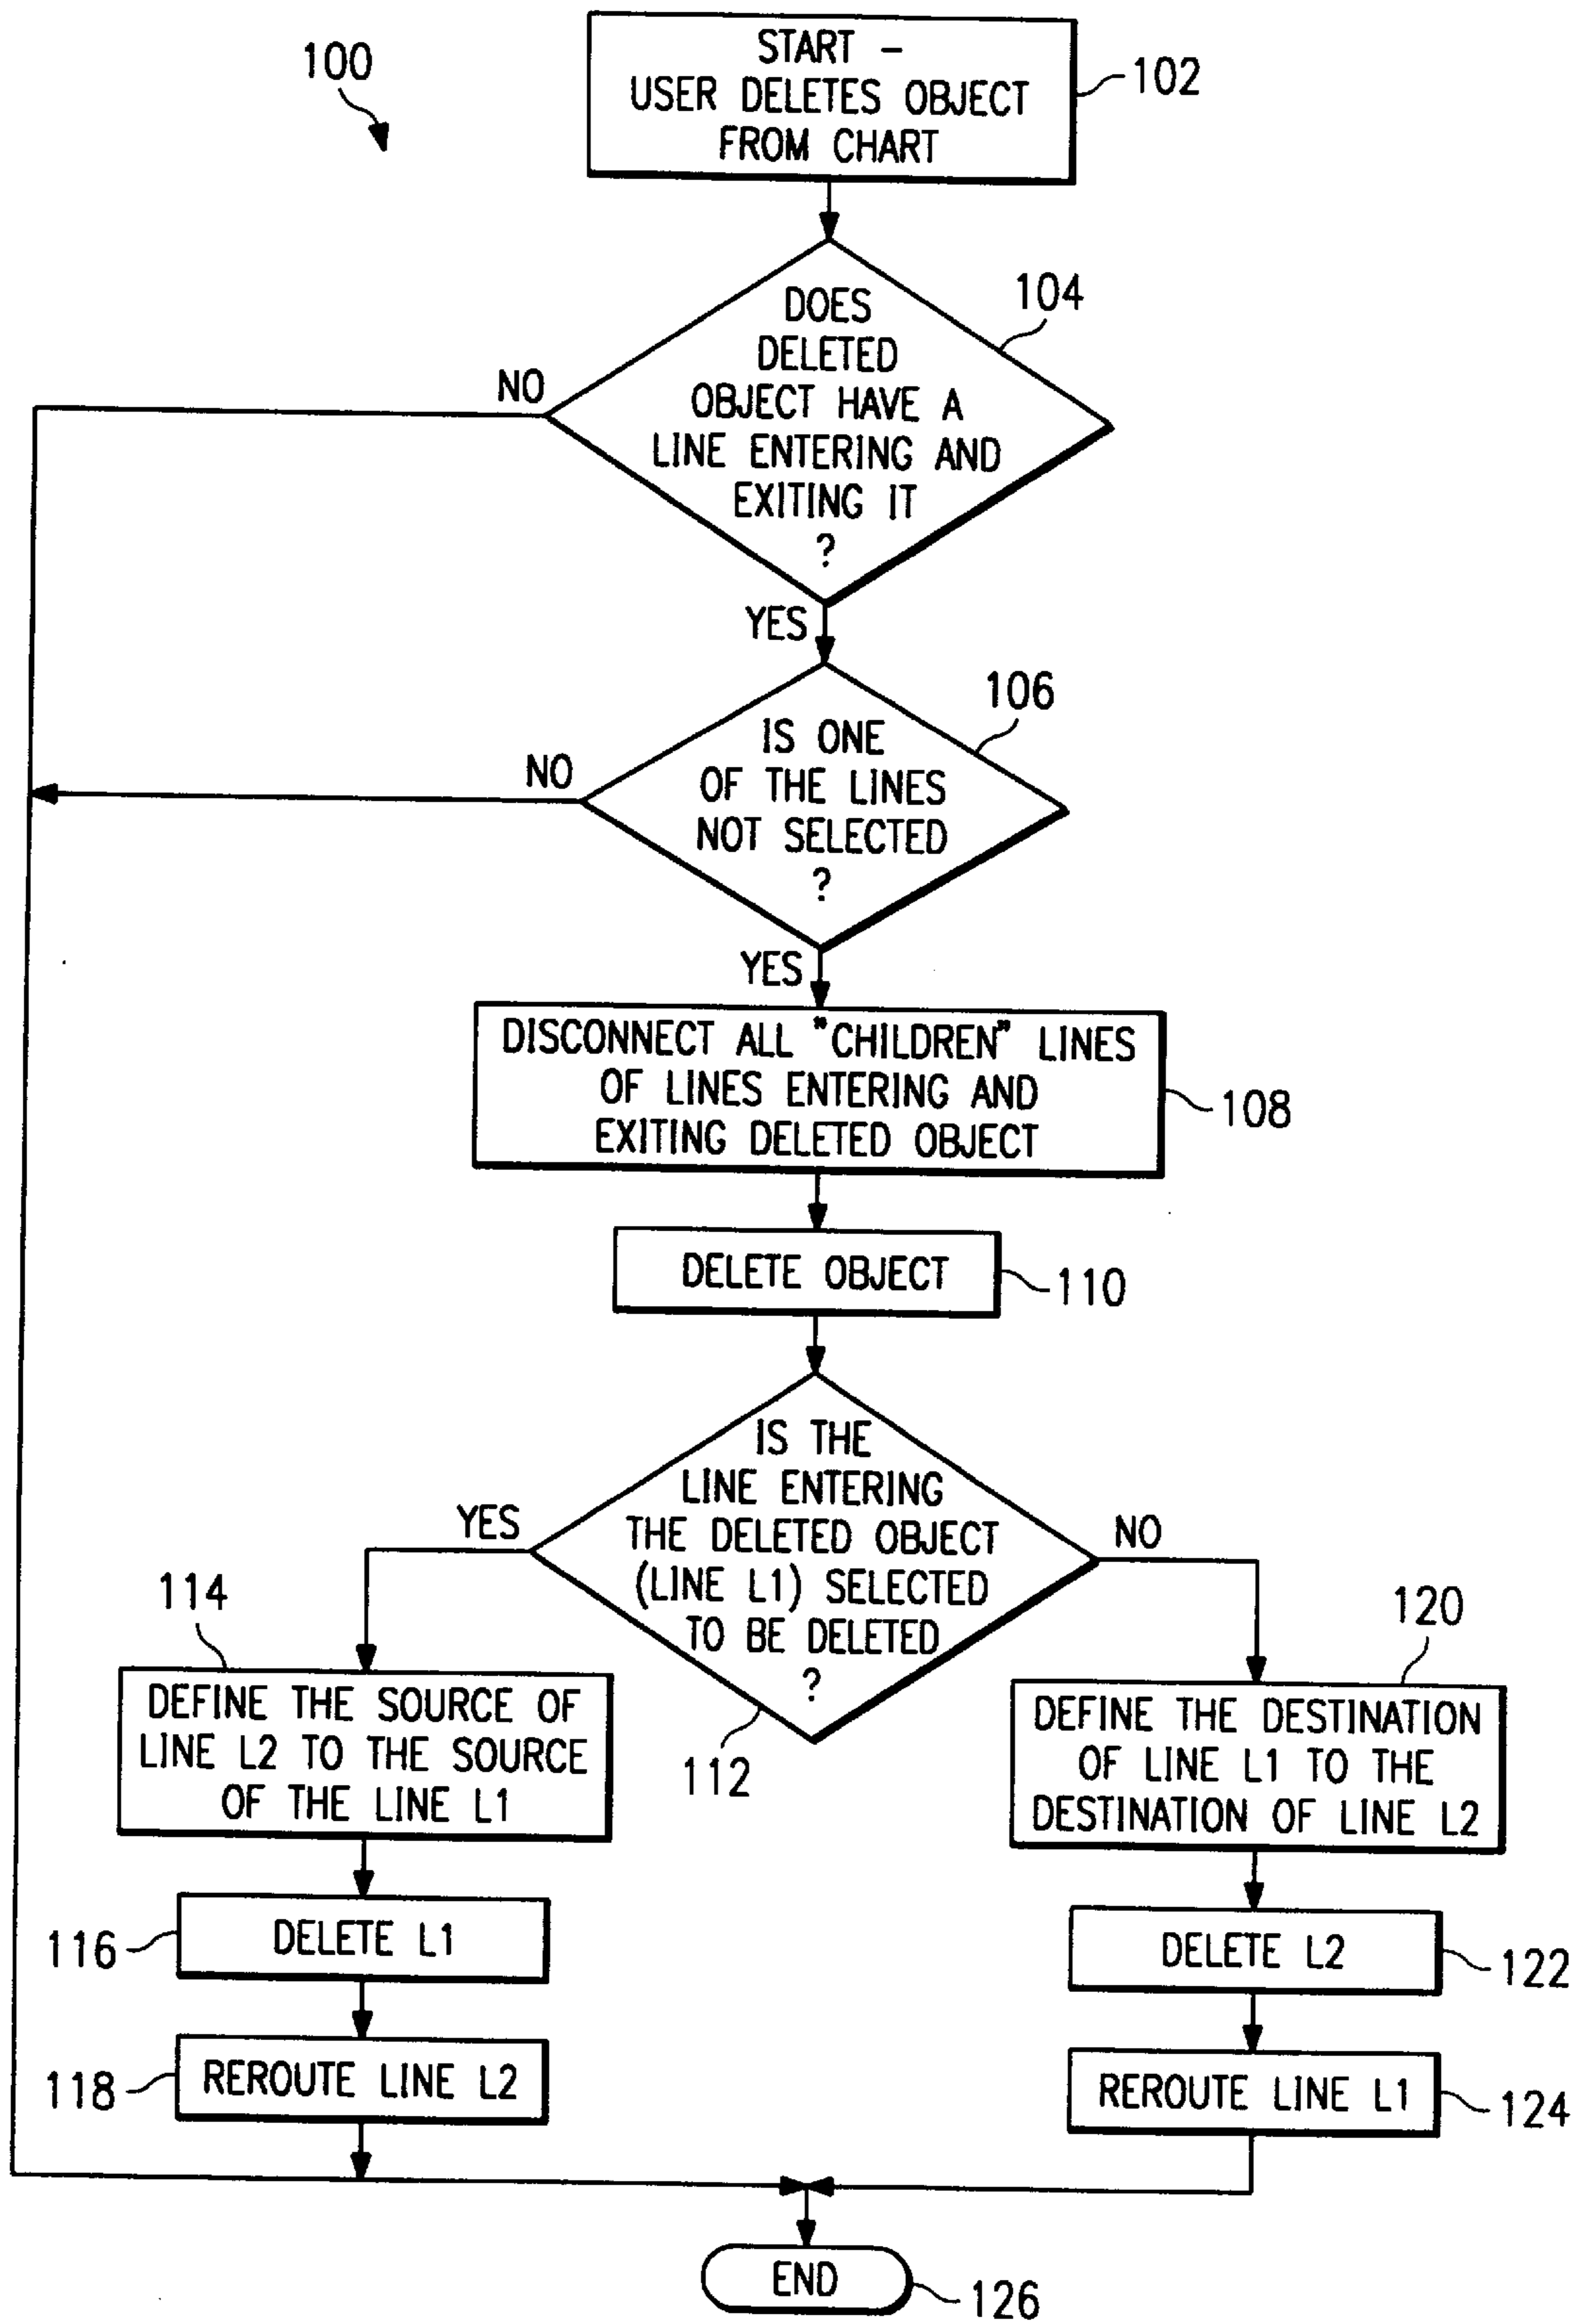 100
START -
USER DELETES OBJECT
FROM CHART
102
DOES
DELETED
OBJECT HAVE A
LINE ENTERING AND
EXITING IT
?
104
NO
YES
IS ONE
OF THE LINES
NOT SELECTED
?
106
NO
YES
DISCONNECT ALL "CHILDREN" LINES
OF LINES ENTERING AND
EXITING DELETED OBJECT
108
DELETE OBJECT
110
IS THE
LINE ENTERING
THE DELETED OBJECT
(LINE L1) SELECTED
TO BE DELETED
?
112
YES
NO
114
DEFINE THE SOURCE OF
LINE L2 TO THE SOURCE
OF THE LINE L1
116
DELETE L1
118
REROUTE LINE L2
120
DEFINE THE DESTINATION
OF LINE L1 TO THE
DESTINATION OF LINE L2
DELETE L2
122
REROUTE LINE L1
124
END
126